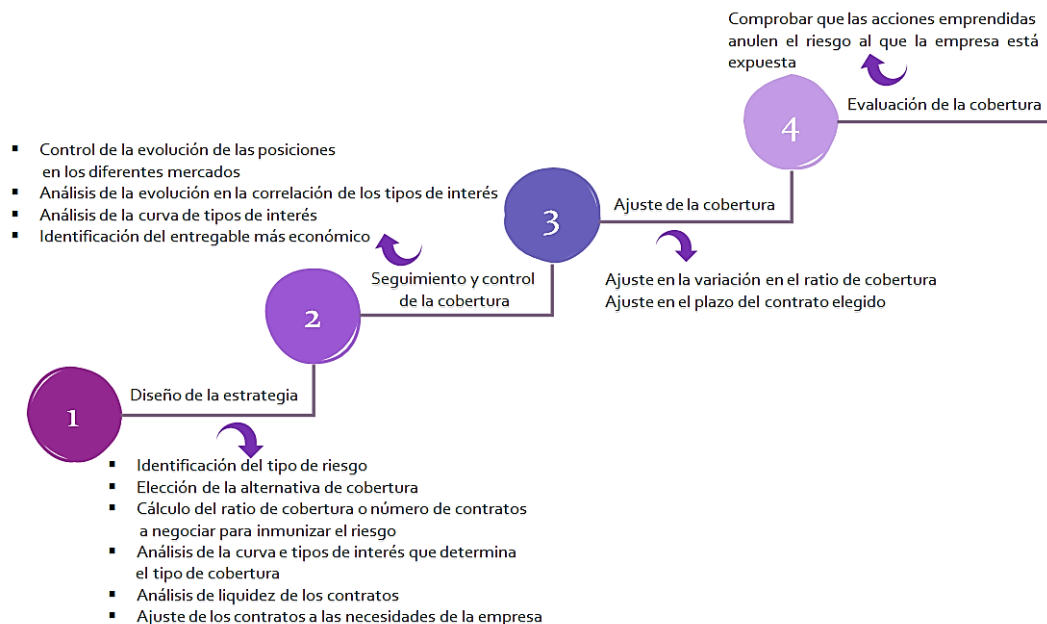 1
Diseño de la estrategia
▪ Identificación del tipo de riesgo
▪ Elección de la alternativa de cobertura
▪ Cálculo del ratio de cobertura o número de contratos
a negociar para inmunizar el riesgo
▪ Análisis de la curva e tipos de interés que determina
el tipo de cobertura
▪ Análisis de liquidez de los contratos
▪ Ajuste de los contratos a las necesidades de la empresa
2
Seguimiento y control
de la cobertura
▪ Control de la evolución de las posiciones
en los diferentes mercados
▪ Análisis de la evolución en la correlación de los tipos de interés
▪ Análisis de la curva de tipos de interés
▪ Identificación del entregable más económico
3
Ajuste de la cobertura
Ajuste en la variación en el ratio de cobertura
Ajuste en el plazo del contrato elegido
4
Evaluación de la cobertura
Comprobar que las acciones emprendidas
anulen el riesgo al que la empresa está
expuesta